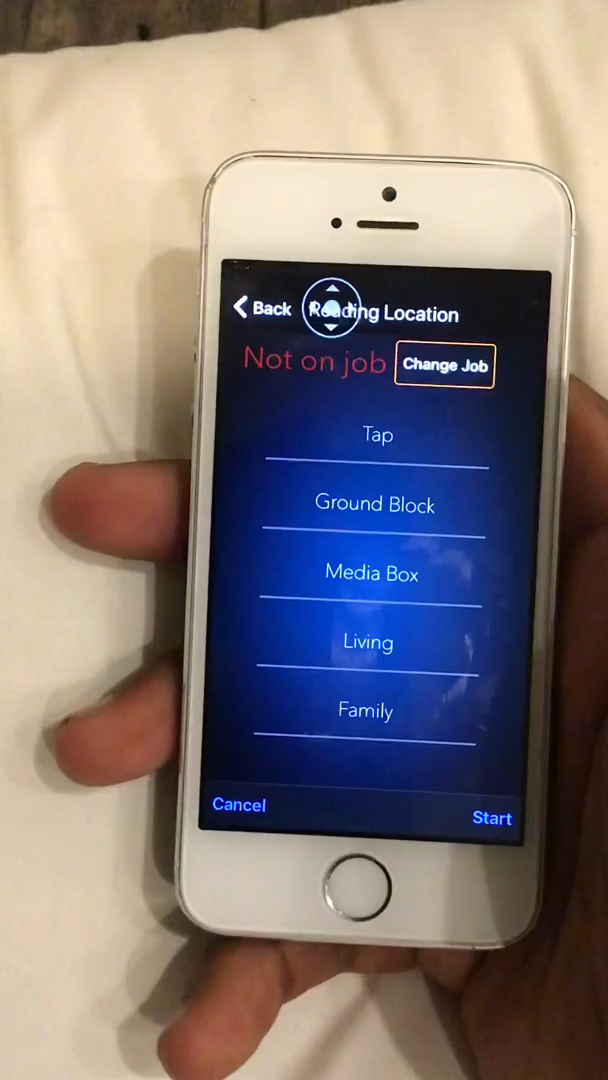 Back
Reading Location
Not on job
Change Job
Tap
Ground Block
Media Box
Living
Family
Cancel
Start